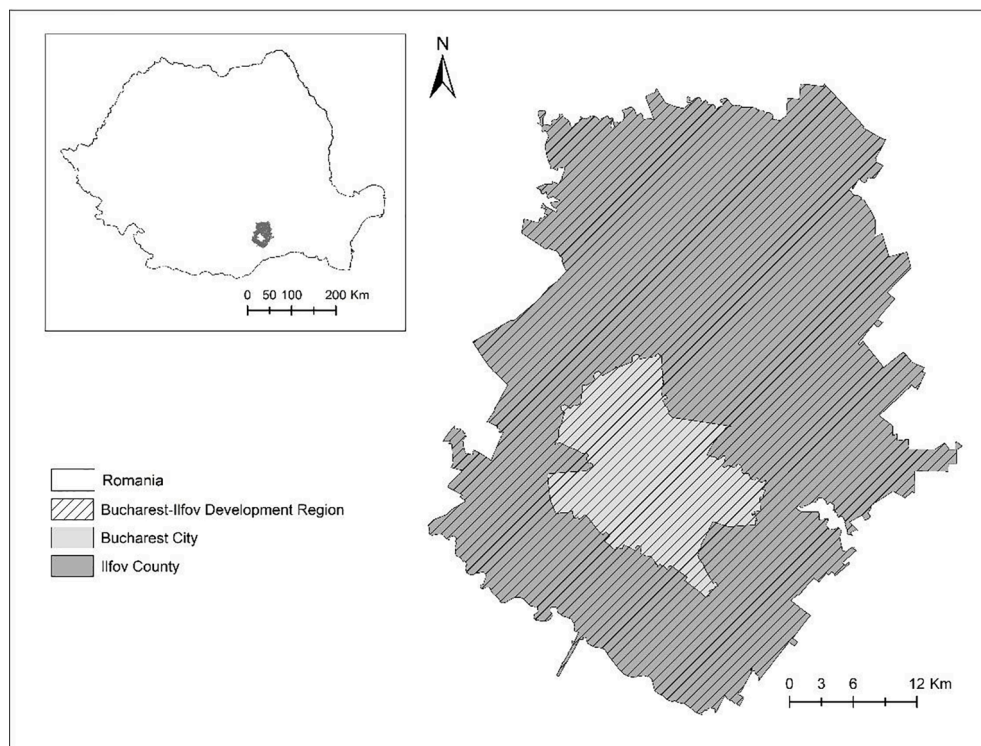 N
0 50 100 200 Km
Romania
Bucharest-Ilfov Development Region
Bucharest City
Ilfov County
0 3 6 12 Km